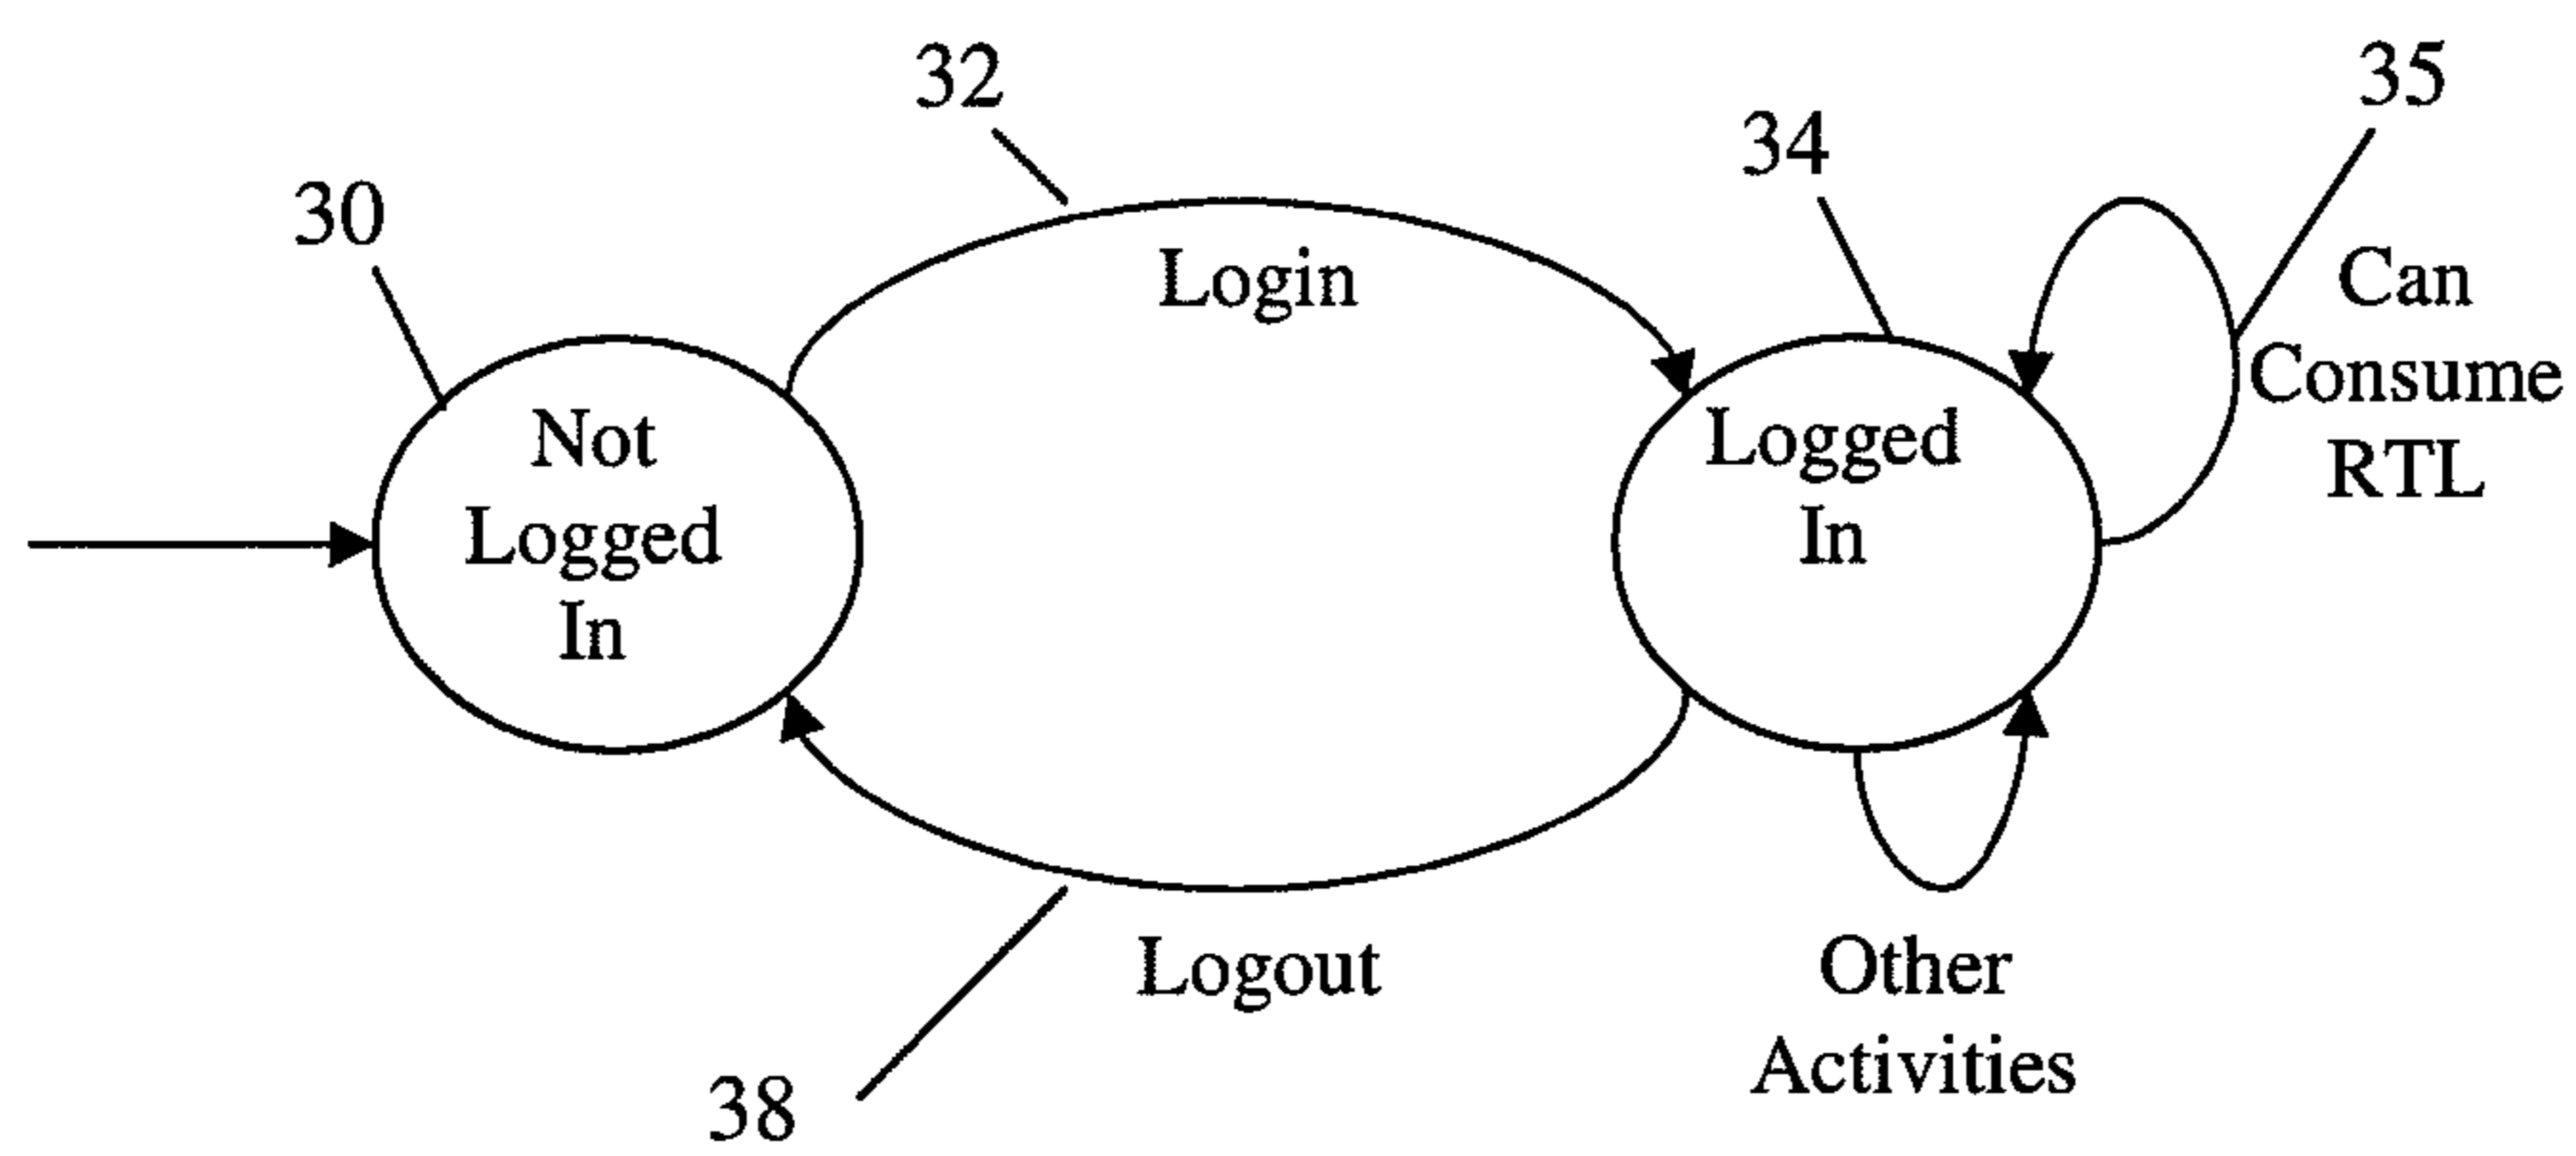 32
35
34
30
Login
Can
Consume
RTL
Not
Logged
In
Logged
In
Logout
Other
Activities
38